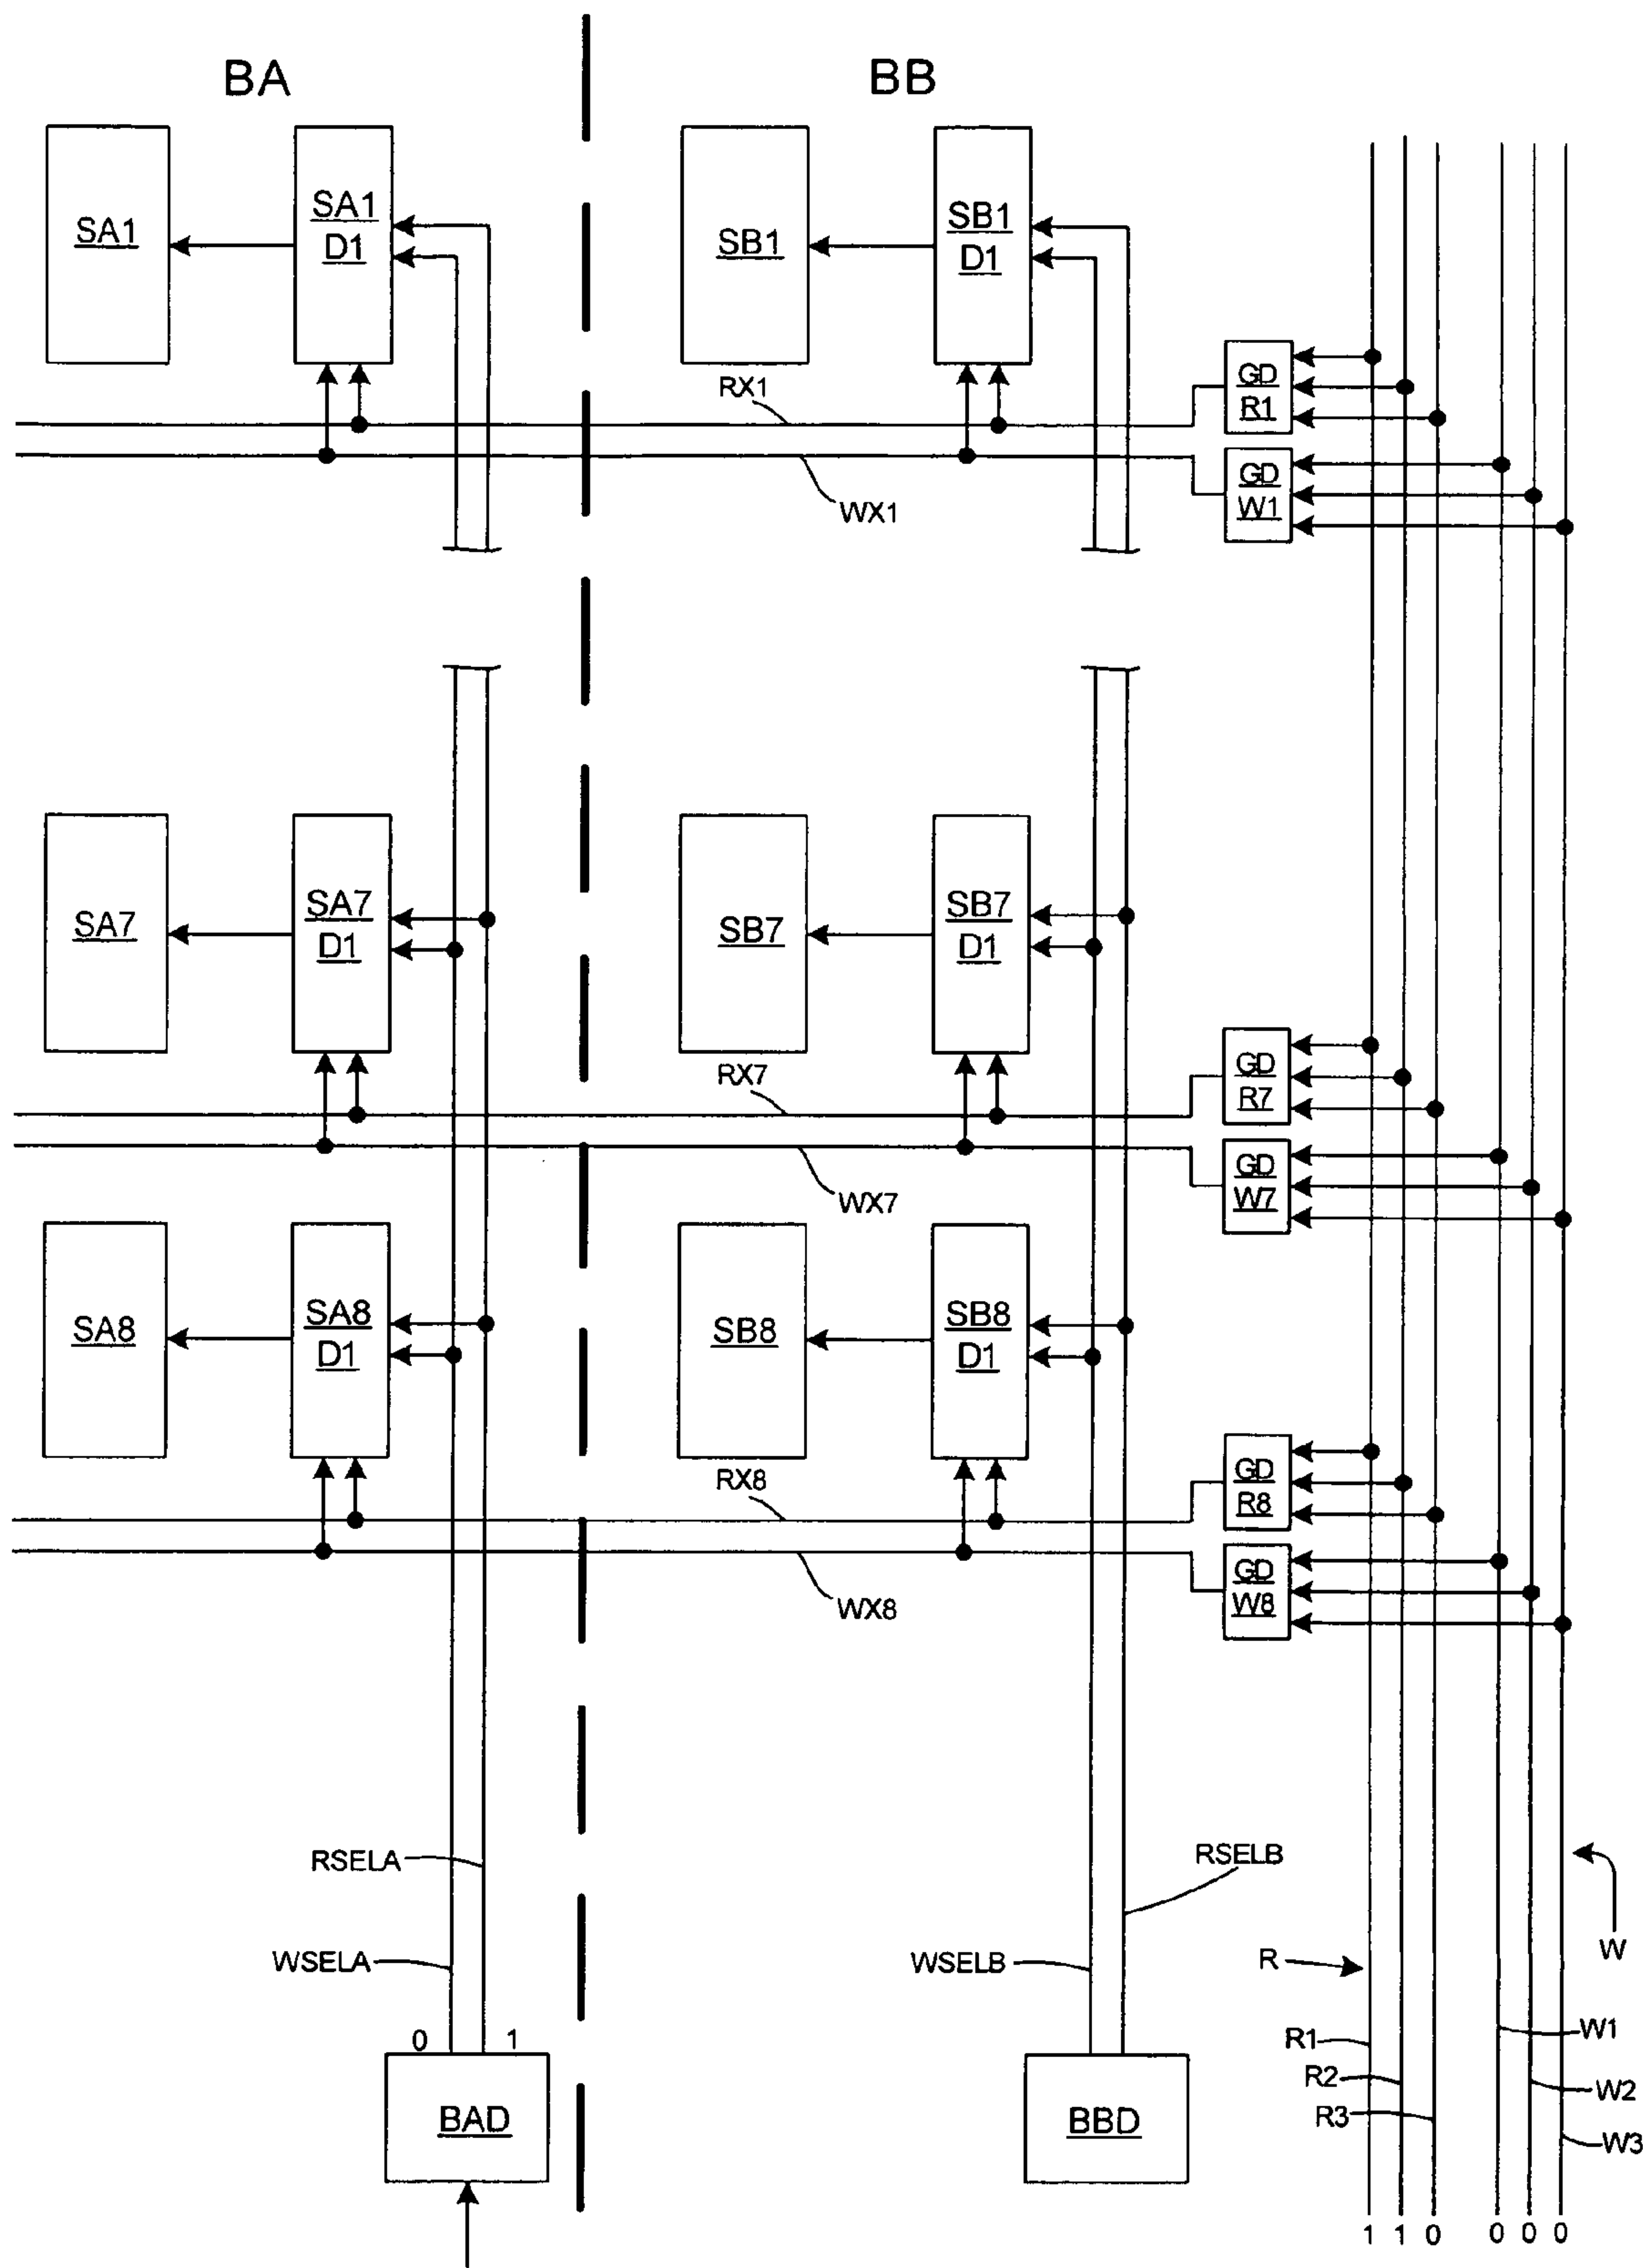 BA
BB
SA1
SA1
D1
SB1
SB1
D1
RX1
GD
R1
WX1
GD
W1
SA7
SA7
D1
SB7
SB7
D1
RX7
GD
R7
WX7
GD
W7
SA8
SA8
D1
SB8
SB8
D1
RX8
GD
R8
WX8
GD
W8
RSELA
RSELB
WSELA
WSELB
R
W
0 1
R1
W1
R2
W2
R3
W3
BAD
BBD
1 1 0 0 0 0